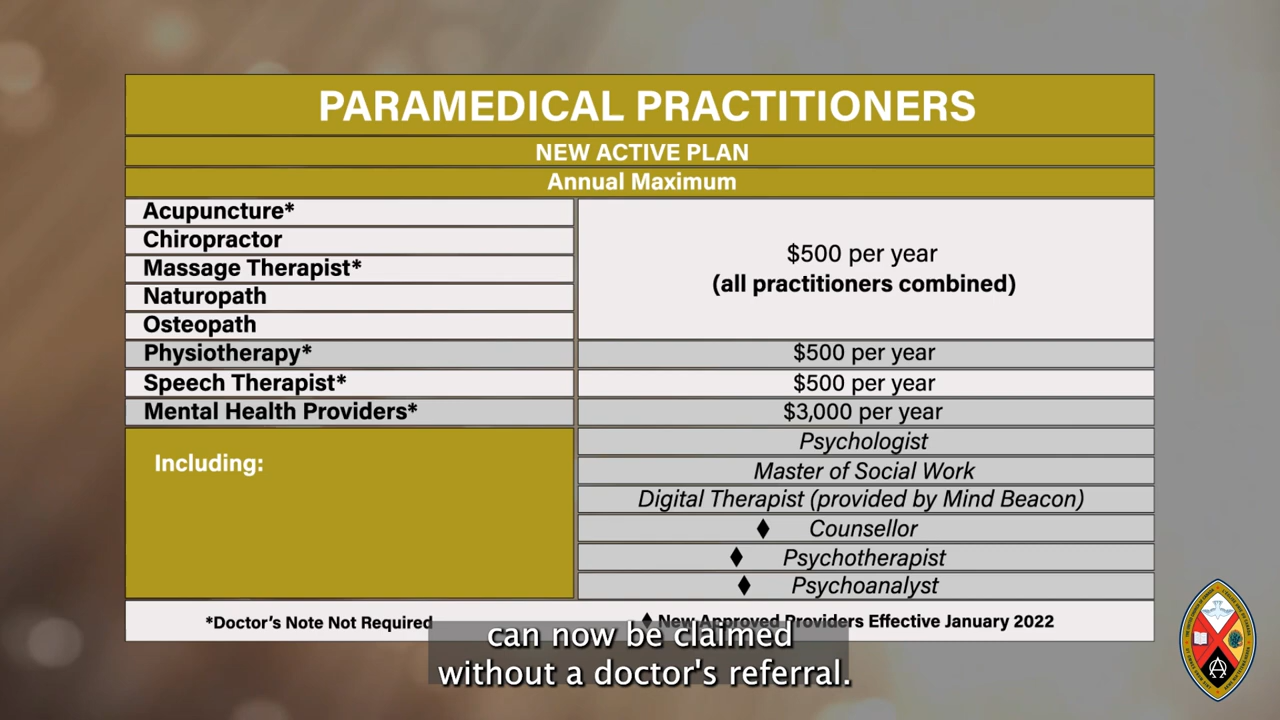 PARAMEDICAL PRACTITIONERS
NEW ACTIVE PLAN
Annual Maximum
Acupuncture*
Chiropractor
Massage Therapist*
Naturopath
Osteopath
$500 per year
(all practitioners combined)
Physiotherapy* $500 per year
Speech Therapist* $500 per year
Mental Health Providers* $3,000 per year
Including:
Psychologist
Master of Social Work
Digital Therapist (provided by Mind Beacon)
♦ Counsellor
♦ Psychotherapist
♦ Psychoanalyst
*Doctor's Note Not Required ♦ New Approved Providers Effective January 2022
can now be claimed
without a doctor's referral.